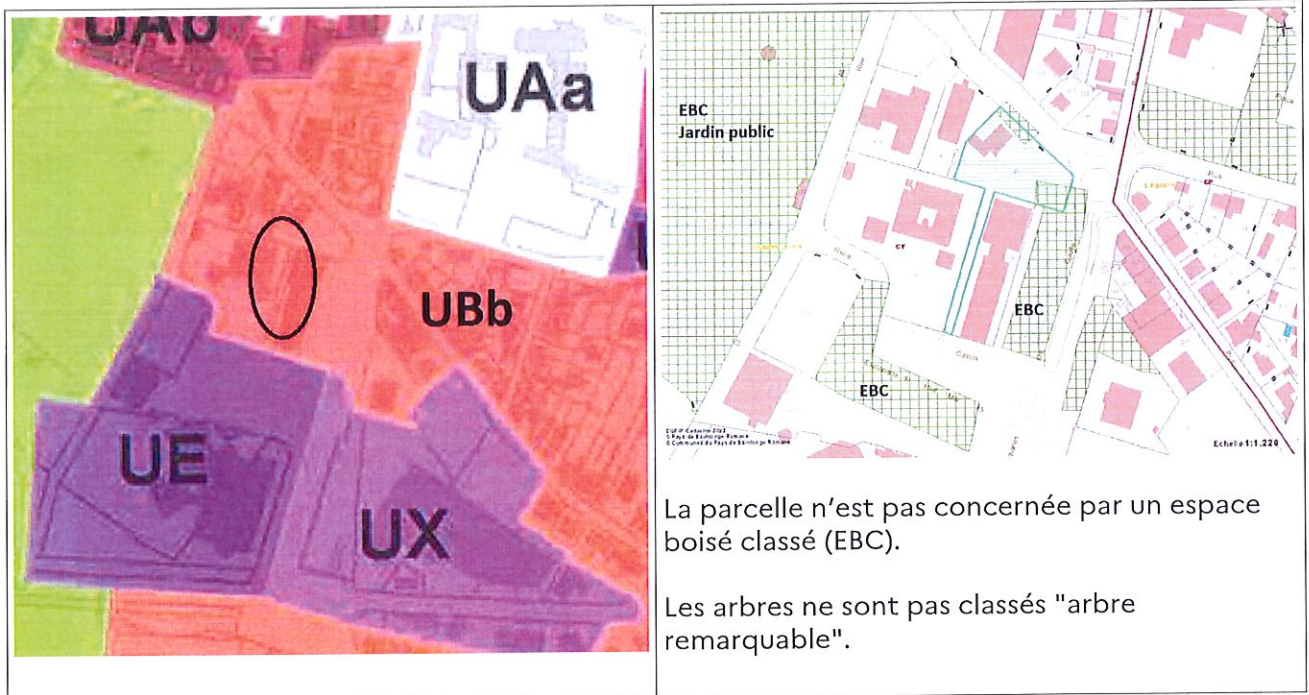 UAb
UAa
UBb
UE
UX
EBC
Jardin public
EBC
EBC
Echelle 1:1.220
La parcelle n'est pas concernée par un espace
boisé classé (EBC).
Les arbres ne sont pas classés "arbre
remarquable".